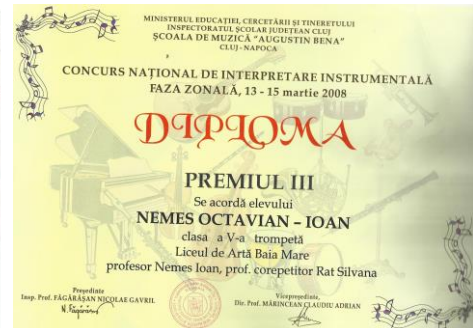 MINISTERUL EDUCAȚIEI, CERCETĂRII ȘI TINERETULUI
INSPECTORATUL ȘCOLAR JUDEȚEAN CLUJ
ȘCOALA DE MUZICĂ "AUGUSTIN BENA"
CLUJ - NAPOCA
CONCURS NAȚIONAL DE INTERPRETARE INSTRUMENTALĂ
FAZA ZONALĂ, 13 - 15 martie 2008
DIPLOMA
PREMIUL III
Se acordă elevului
NEMES OCTAVIAN – IOAN
clasa a V-a trompetă
Liceul de Artă Baia Mare
profesor Nemes Ioan, prof. corepetitor Rat Silvana
Președinte
Insp. Prof. FĂGĂRĂȘAN NICOLAE GAVRIL
Vicepreședinte,
Dir. Prof. MĂRINCEAN CLAUDIU ADRIAN